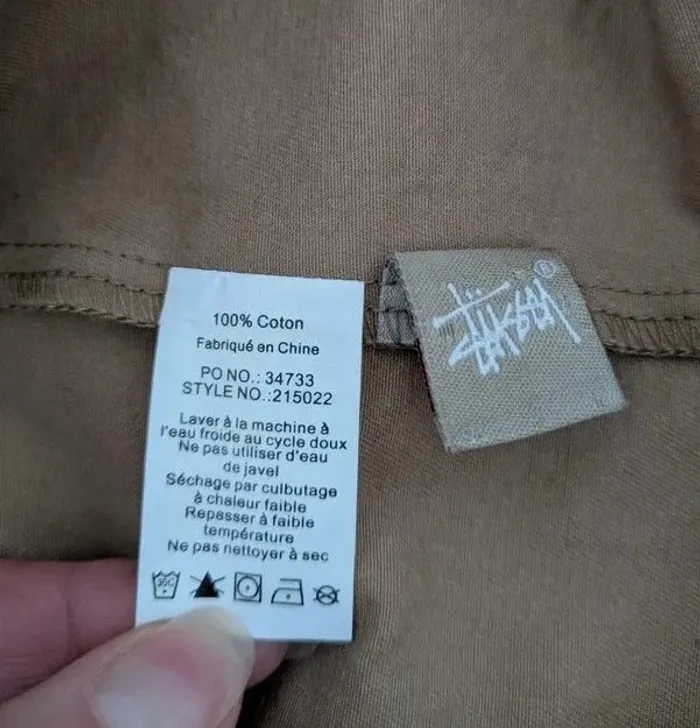 100% Coton
Fabriqué en Chine
PO NO.: 34733
STYLE NO.:215022
Laver à la machine à
l'eau froide au cycle doux
Ne pas utiliser d'eau
de javel
Séchage par culbutage
à chaleur faible
Repasser à faible
température
Ne pas nettoyer à sec
30C
Stüssy
®